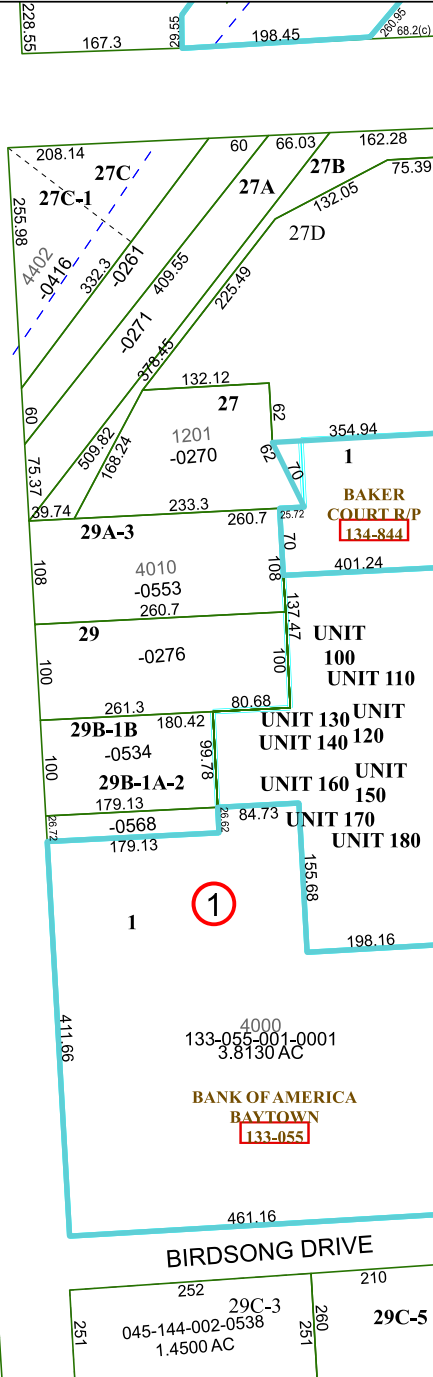 228.55
167.3
29.55
198.45
260.95
68.2(c)
208.14
60
66.03
162.28
27C
27B
75.39
27C-1
27A
132.05
255.98
4402
-0416
332.3
-0261
409.55
225.49
27D
-0271
378.45
132.12
60
27
62
354.94
1201
-0270
62
70
1
509.82
168.24
75.37
BAKER
COURT R/P
134-844
39.74
233.3
260.7
25.72
29A-3
70
401.24
108
4010
-0553
108
260.7
137.47
29
-0276
100
100
UNIT
100
UNIT 110
261.3
80.68
180.42
29B-1B
-0534
99.78
UNIT 130
UNIT
120
UNIT 140
100
29B-1A-2
UNIT 160
UNIT
150
179.13
84.73
UNIT 170
26.72
-0568
26.62
UNIT 180
179.13
155.68
1
1
198.16
411.66
4000
133-055-001-0001
3.8130 AC
BANK OF AMERICA
BAYTOWN
133-055
461.16
BIRDSONG DRIVE
252
210
29C-3
29C-5
251
045-144-002-0538
1.4500 AC
251
260